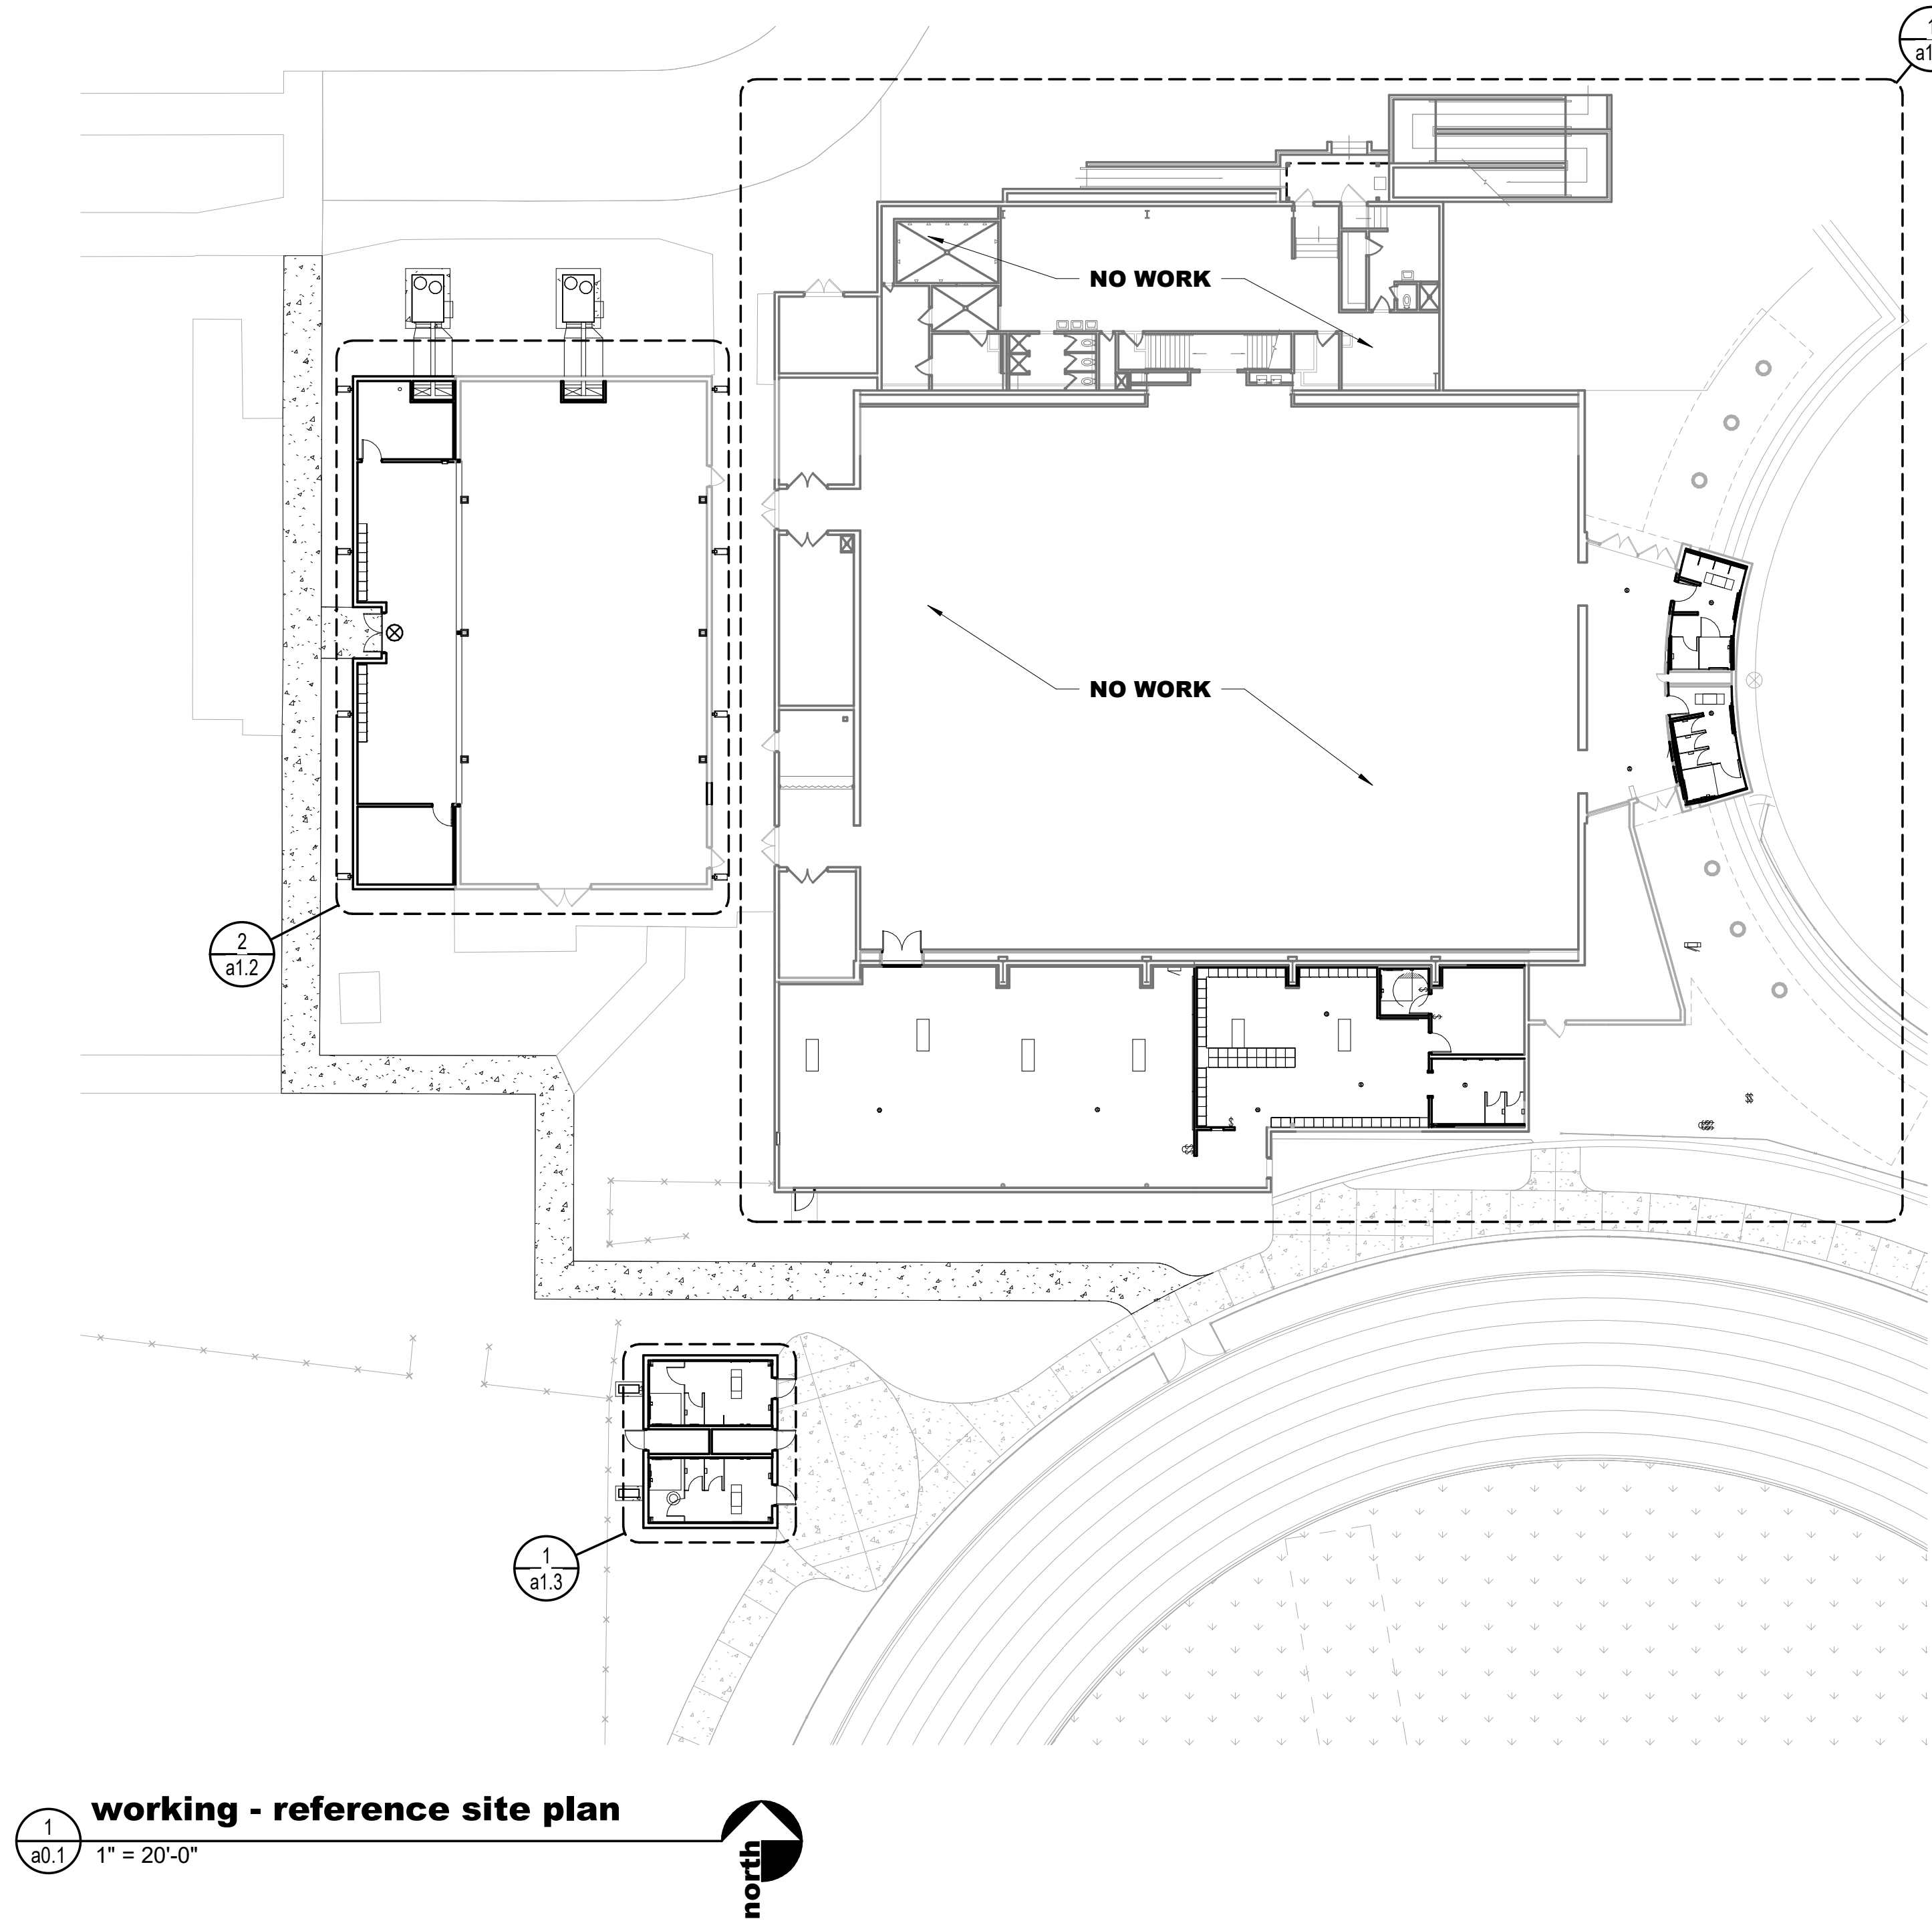 1
NO WORK
NO WORK
2
a1.2
1
a1.3
working - reference site plan
1
a0.1
1" = 20'-0"
north